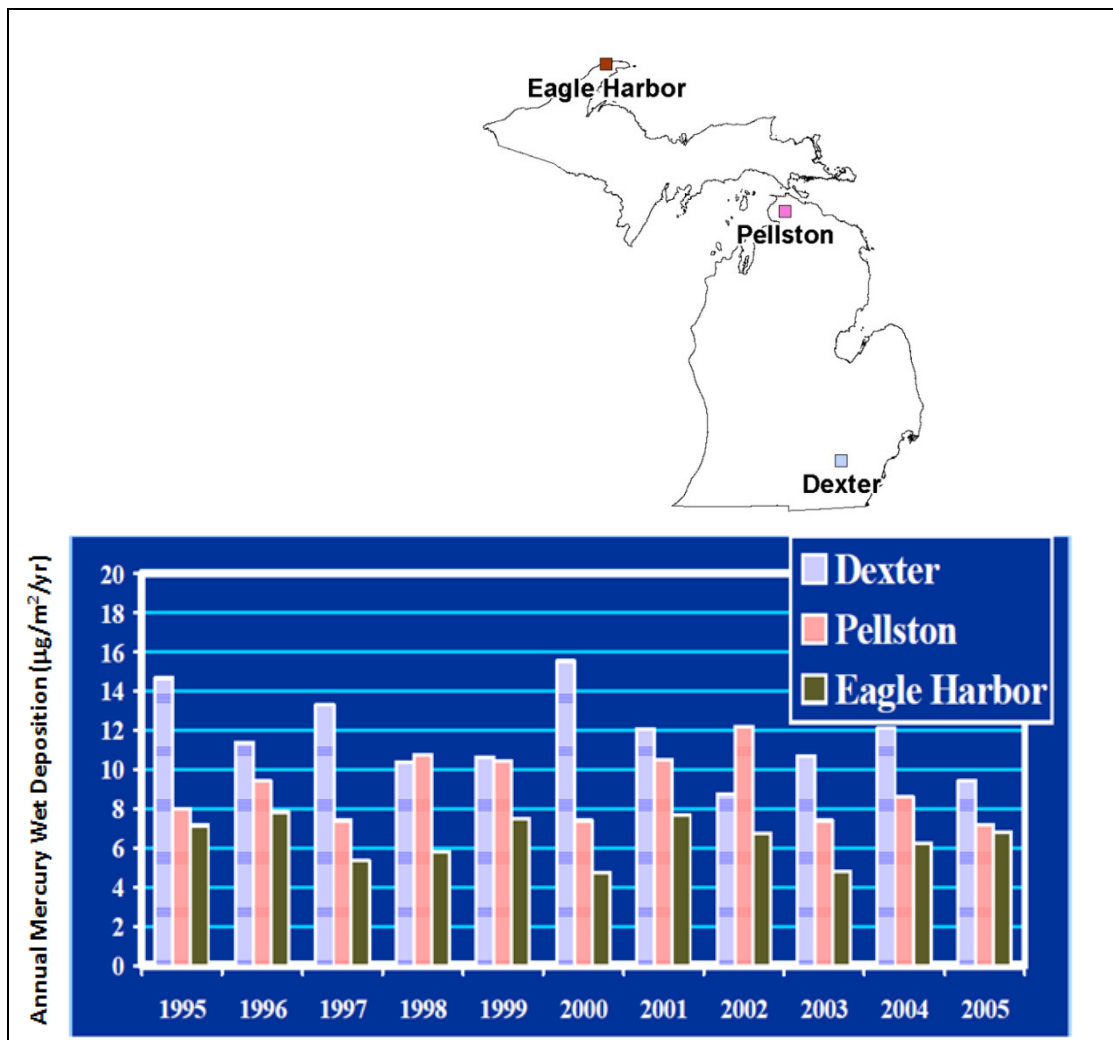 Eagle Harbor
Pellston
Dexter
Annual Mercury Wet Deposition (µg/m²/yr)
20
18
16
14
12
10
8
6
4
2
0
Dexter
Pellston
Eagle Harbor
1995 1996 1997 1998 1999 2000 2001 2002 2003 2004 2005